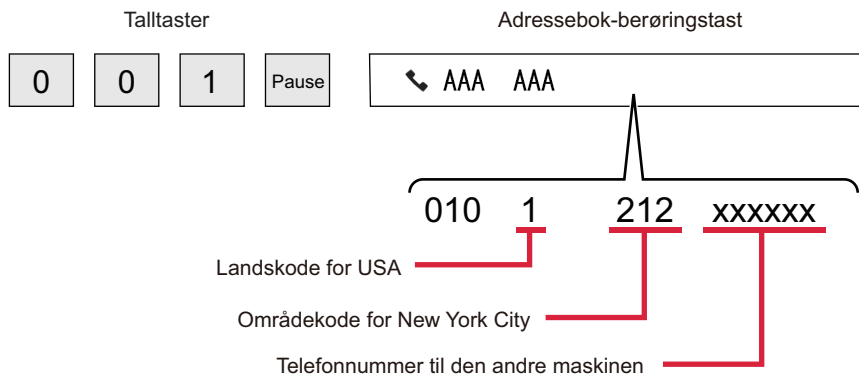 Talltaster Adressebok-berøringstast
0 0 1 Pause AAA AAA
010 1 212 xxxxxx
Landskode for USA
Områdekode for New York City
Telefonnummer til den andre maskinen